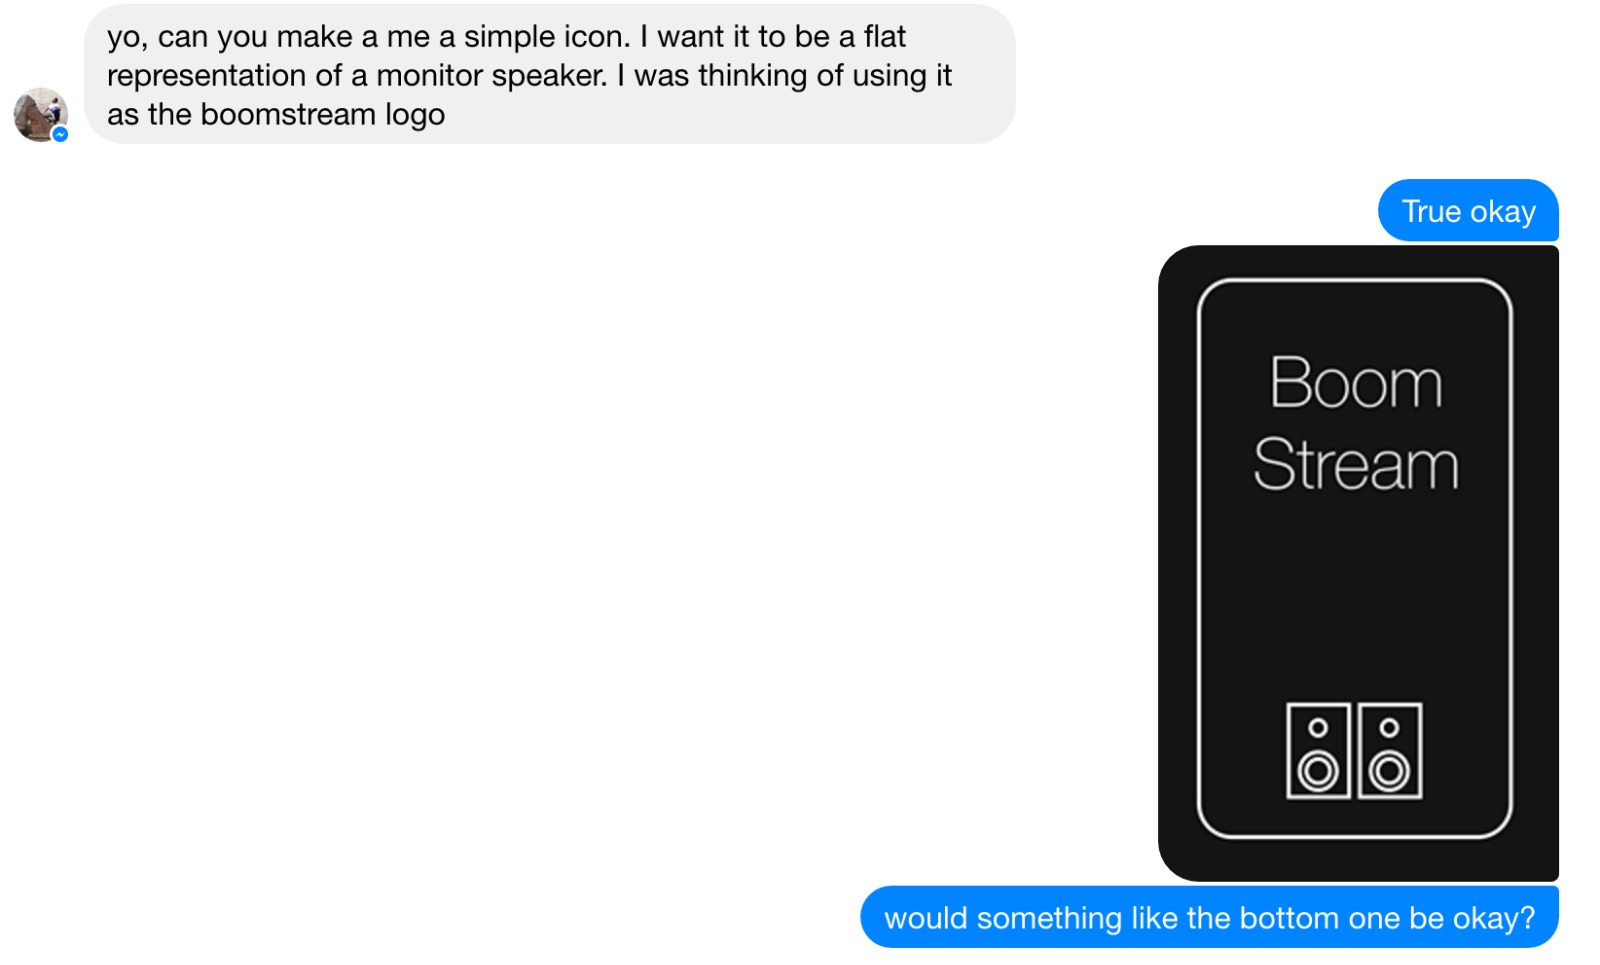 yo, can you make a me a simple icon. I want it to be a flat
representation of a monitor speaker. I was thinking of using it
as the boomstream logo
True okay
Boom
Stream
would something like the bottom one be okay?